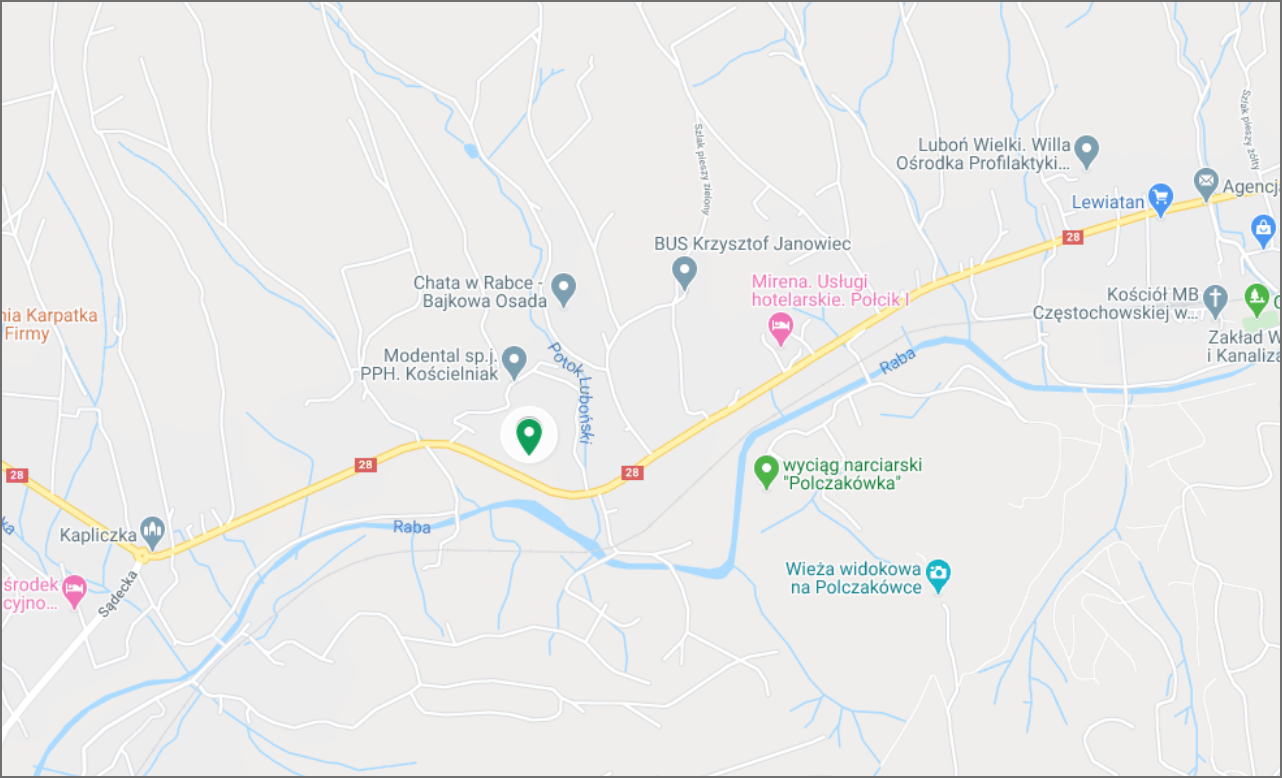 Szlak pieszy żółty
Szlak pieszy zielony
Luboń Wielki. Willa
Ośrodka Profilaktyki...
Agencja
Lewiatan
28
BUS Krzysztof Janowiec
Chata w Rabce -
Bajkowa Osada
Mirena. Usługi
hotelarskie. Połcik I
Kościół MB
Częstochowskiej w...
nia Karpatka
Firmy
Zakład W
i Kanaliza
Modental sp.j.
PPH. Kościelniak
Potok Luboński
Raba
28
28
28
wyciąg narciarski
"Polczakówka"
Raba
Kapliczka
Wieża widokowa
na Polczakówce
środek
cyjno...
Sądecka